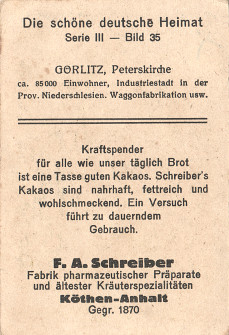 Die schöne deutsche Heimat
Serie III — Bild 35
GÖRLITZ, Peterskirche
ca. 85000 Einwohner, Industriestadt in der
Prov. Niederschlesien. Waggonfabrikation usw.
Kraftspender
für alle wie unser täglich Brot
ist eine Tasse guten Kakaos. Schreiber's
Kakaos sind nahrhaft, fettreich und
wohlschmeckend. Ein Versuch
führt zu dauerndem
Gebrauch.
F. A. Schreiber
Fabrik pharmazeutischer Präparate
und ältester Kräuterspezialitäten
Köthen-Anhalt
Gegr. 1870